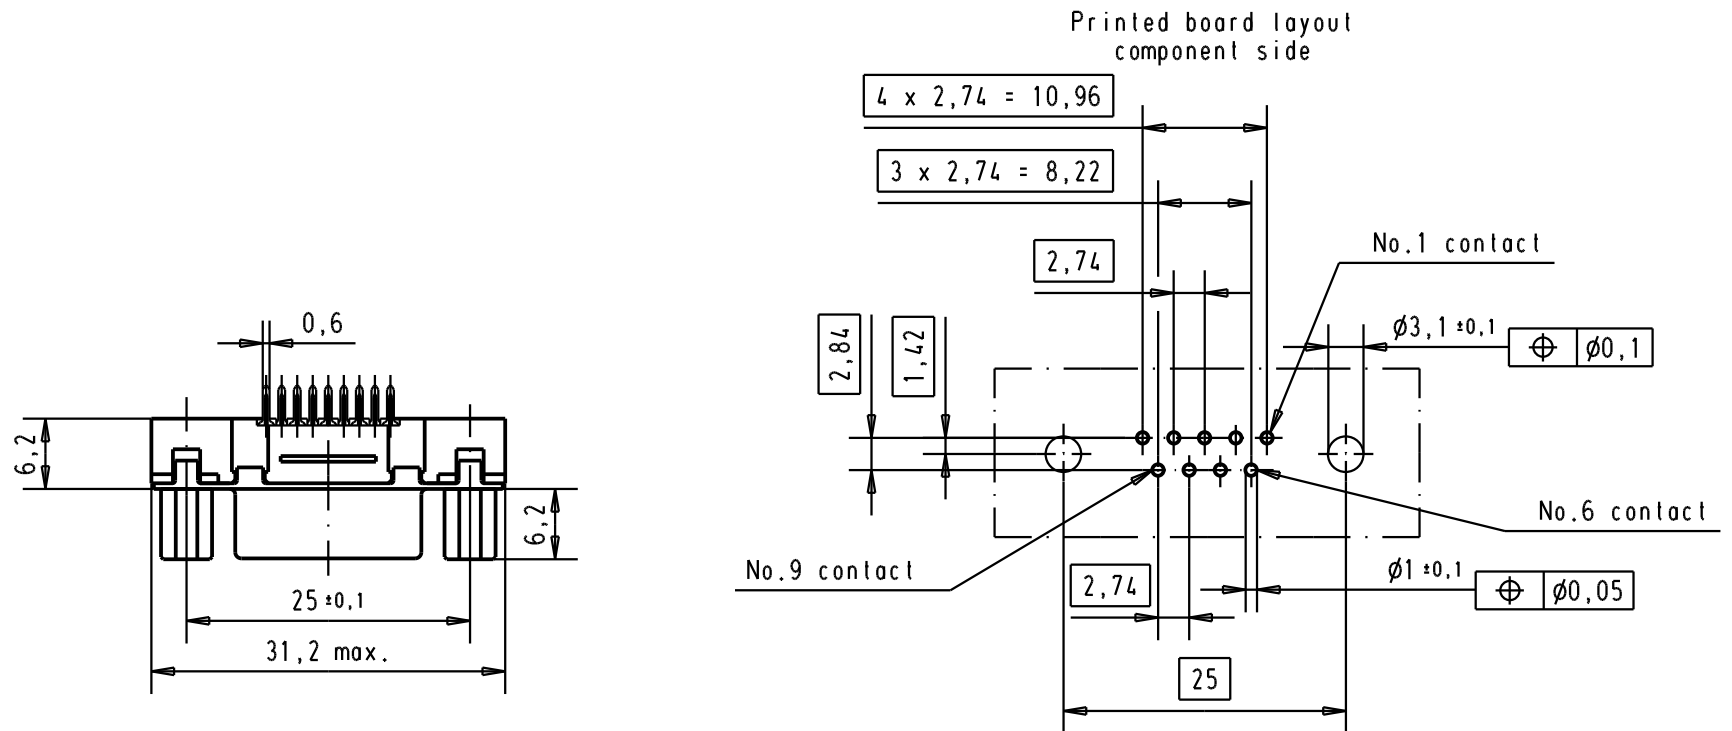 Printed board layout
component side
4 x 2,74 = 10,96
3 x 2,74 = 8,22
2,74
No.1 contact
2,84
1,42
ø3,1 ±0,1
⌖ ø0,1
0,6
6,2
6,2
25 ±0,1
31,2 max.
No.9 contact
No.6 contact
2,74
ø1 ±0,1
⌖ ø0,05
25